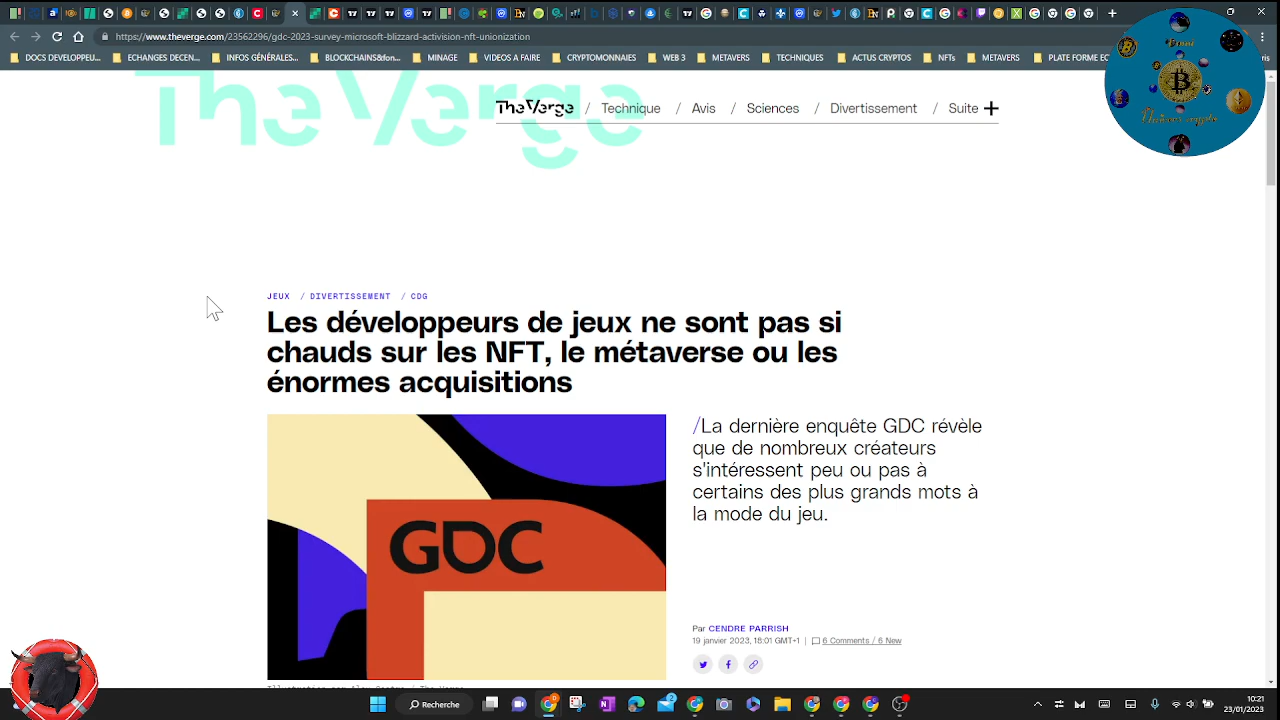 https://www.theverge.com/23562296/gdc-2023-survey-microsoft-blizzard-activision-nft-unionization
DOCS DEVELOPPEU... ECHANGES DECEN... INFOS GÉNÉRALES... BLOCKCHAINS&fon... MINAGE VIDEOS A FAIRE CRYPTOMONNAIES WEB 3 METAVERS TECHNIQUES ACTUS CRYPTOS NFTs METAVERS PLATE FORME EC
The Verge
TheVerge / Technique / Avis / Sciences / Divertissement / Suite +
JEUX / DIVERTISSEMENT / CDG
Les développeurs de jeux ne sont pas si
chauds sur les NFT, le métaverse ou les
énormes acquisitions
/La dernière enquête GDC révèle
que de nombreux créateurs
s'intéressent peu ou pas à
certains des plus grands mots à
la mode du jeu.
GDC
Par CENDRE PARRISH
19 janvier 2023, 18:01 GMT+1 | 6 Comments / 6 New
Recherche
10:21
23/01/2023